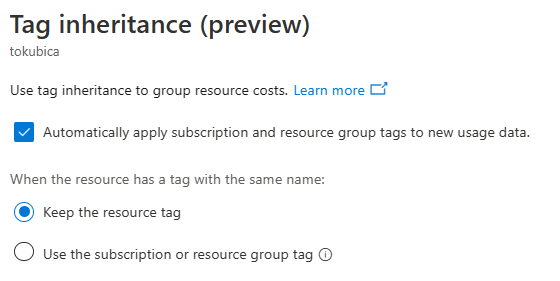 Tag inheritance (preview)
tokubica
Use tag inheritance to group resource costs. Learn more
Automatically apply subscription and resource group tags to new usage data.
When the resource has a tag with the same name:
Keep the resource tag
Use the subscription or resource group tag